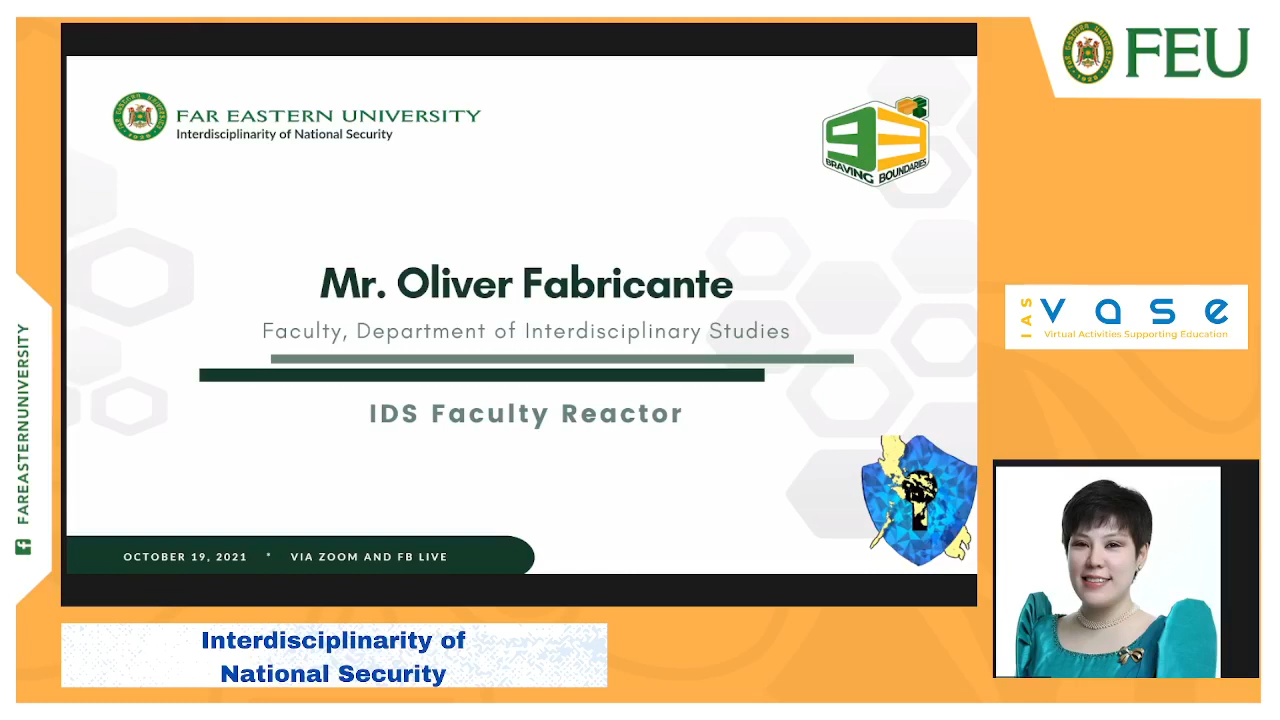 FEU
FAR EASTERN UNIVERSITY
Interdisciplinarity of National Security
BRAVING BOUNDARIES
Mr. Oliver Fabricante
Faculty, Department of Interdisciplinary Studies
IDS Faculty Reactor
OCTOBER 19, 2021 * VIA ZOOM AND FB LIVE
FAREASTERNUNIVERSITY
IAS vase
Virtual Activities Supporting Education
Interdisciplinarity of
National Security